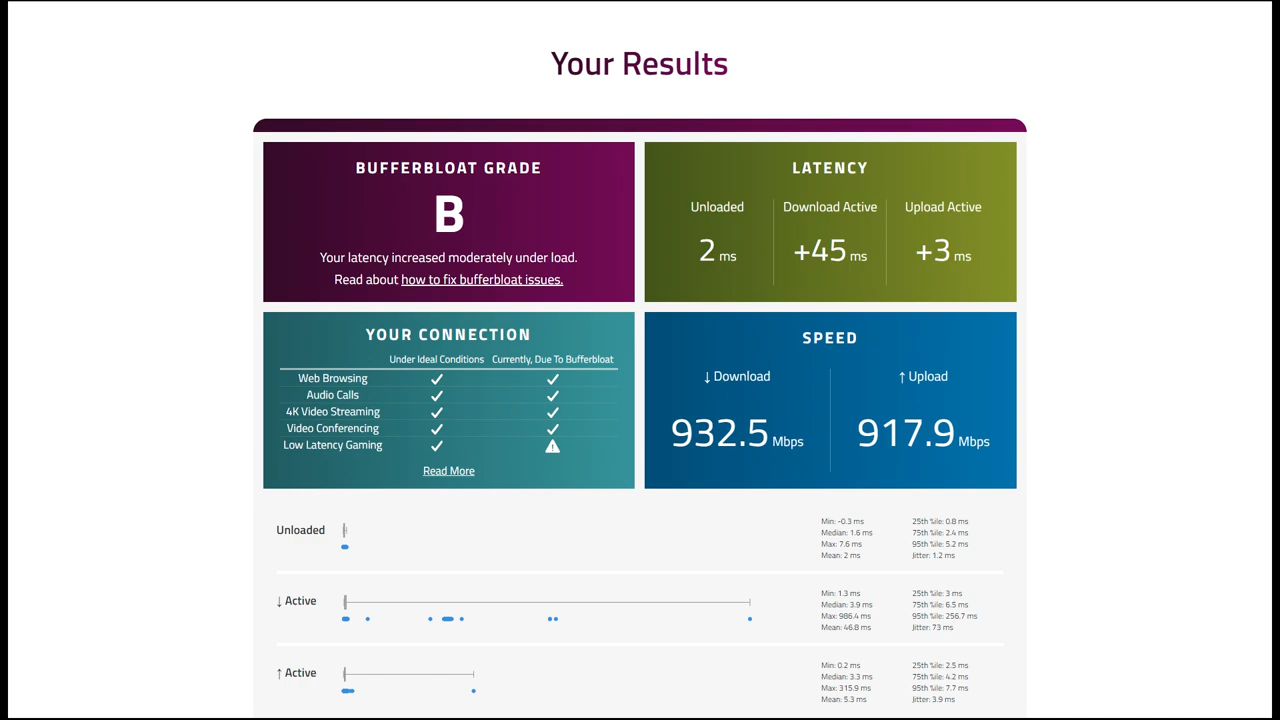 Your Results
BUFFERBLOAT GRADE
B
Your latency increased moderately under load.
Read about how to fix bufferbloat issues.
LATENCY
Unloaded Download Active Upload Active
2 ms +45 ms +3 ms
YOUR CONNECTION
Under Ideal Conditions Currently, Due To Bufferbloat
Web Browsing
Audio Calls
4K Video Streaming
Video Conferencing
Low Latency Gaming
Read More
SPEED
↓ Download ↑ Upload
932.5 Mbps 917.9 Mbps
Unloaded
Min: -0.3 ms 25th %ile: 0.8 ms
Median: 1.6 ms 75th %ile: 2.4 ms
Max: 7.6 ms 95th %ile: 5.2 ms
Mean: 2 ms Jitter: 1.2 ms
↓ Active
Min: 1.3 ms 25th %ile: 3 ms
Median: 3.9 ms 75th %ile: 6.5 ms
Max: 986.4 ms 95th %ile: 256.7 ms
Mean: 46.8 ms Jitter: 73 ms
↑ Active
Min: 0.2 ms 25th %ile: 2.5 ms
Median: 3.3 ms 75th %ile: 4.2 ms
Max: 315.9 ms 95th %ile: 7.7 ms
Mean: 5.3 ms Jitter: 3.9 ms